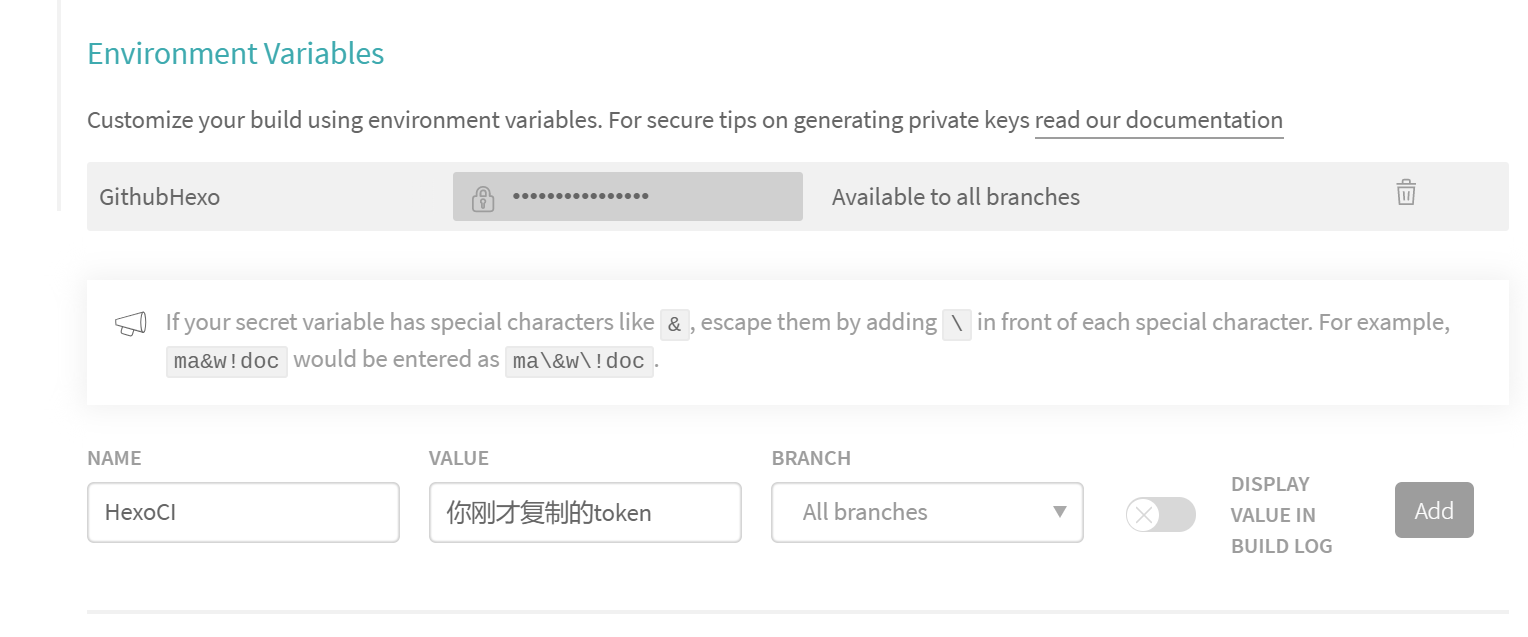 Environment Variables
Customize your build using environment variables. For secure tips on generating private keys read our documentation
GithubHexo •••••••••••••••• Available to all branches
If your secret variable has special characters like &, escape them by adding \ in front of each special character. For example,
ma&w!doc would be entered as ma\&w\!doc.
NAME VALUE BRANCH
HexoCI 你刚才复制的token All branches DISPLAY VALUE IN BUILD LOG Add